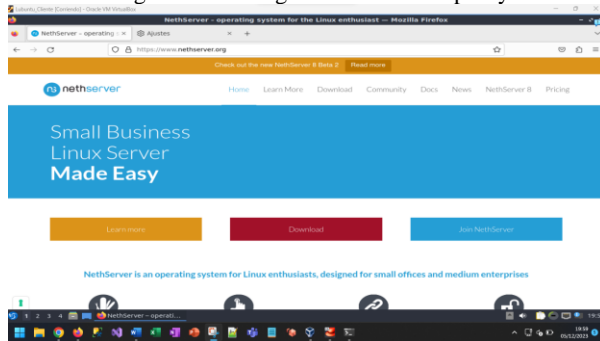 Lubuntu_Cliente [Corriendo] - Oracle VM VirtualBox
NethServer - operating system for the Linux enthusiast — Mozilla Firefox
NethServer - operating
Ajustes
https://www.nethserver.org
Check out the new NethServer 8 Beta 2 Read more
nethserver
Home Learn More Download Community Docs News NethServer 8 Pricing
Small Business
Linux Server
Made Easy
Learn more
Download
Join NethServer
NethServer is an operating system for Linux enthusiasts, designed for small offices and medium enterprises
1 2 3 4
NethServer – operati...
19:59
05/12/2023